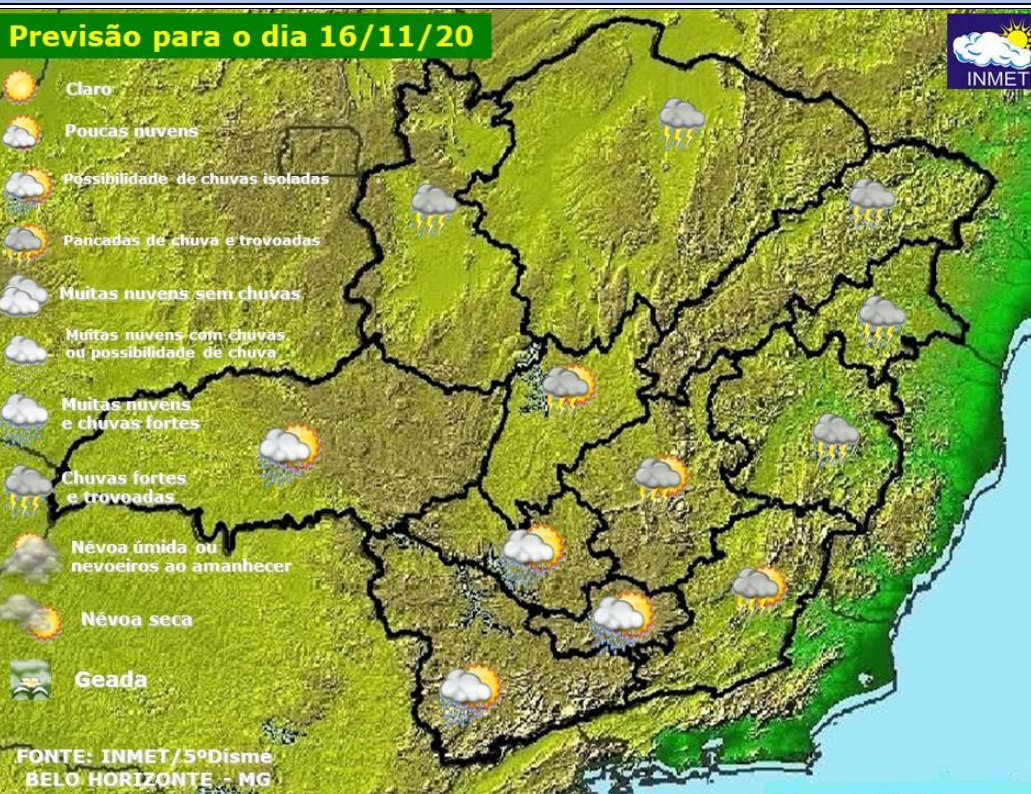 Previsão para o dia 16/11/20
INMET
Claro
Poucas nuvens
Possibilidade de chuvas isoladas
Pancadas de chuva e trovoadas
Muitas nuvens sem chuvas
Muitas nuvens com chuvas
ou possibilidade de chuva
Muitas nuvens
e chuvas fortes
Chuvas fortes
e trovoadas
Névoa úmida ou
nevoeiros ao amanhecer
Névoa seca
Geada
FONTE: INMET/5ºDisme
BELO HORIZONTE - MG